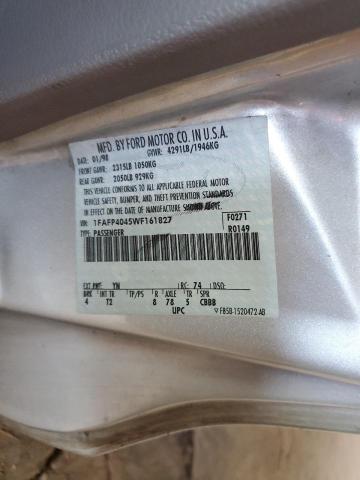 MFD. BY FORD MOTOR CO. IN U.S.A.
DATE: 01/98 GVWR: 4291LB/1946KG
FRONT GAWR: 2315LB 1050KG
REAR GAWR: 2050LB 929KG
THIS VEHICLE CONFORMS TO ALL APPLICABLE FEDERAL MOTOR
VEHICLE SAFETY, BUMPER, AND THEFT PREVENTION STANDARDS
IN EFFECT ON THE DATE OF MANUFACTURE SHOWN ABOVE.
VIN: 1FAFP4045WF161827 F0271
TYPE: PASSENGER R0149
EXT PNT: YN RC: 74 DSO:
BRK INT TR TP/PS R AXLE TR SPR
4 T2 8 78 5 CBBB
UPC F85B-1520472-AB